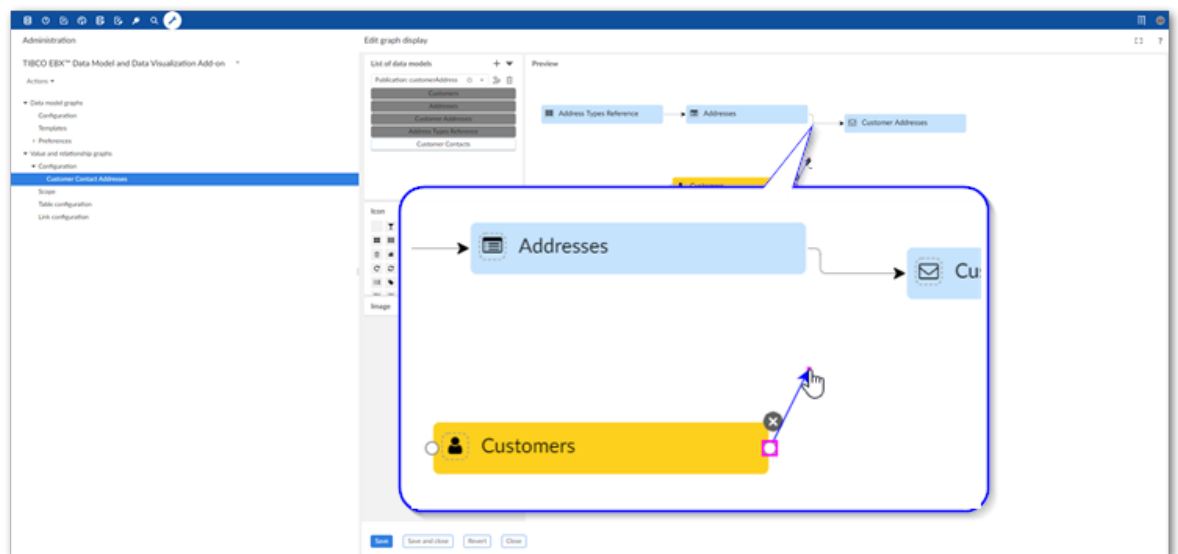 Administration
Edit graph display
?
TIBCO EBX™ Data Model and Data Visualization Add-on
Actions
Data model graphs
Configuration
Templates
Preferences
Value and relationship graphs
Configuration
Customer Contact Addresses
Scope
Table configuration
Link configuration
List of data models
Publication: customerAddress
Customers
Addresses
Customer Addresses
Address Types Reference
Customer Contacts
Icon
Image
Preview
Address Types Reference
Addresses
Customer Addresses
Customers
Addresses
Cu
Customers
Save
Save and close
Revert
Close